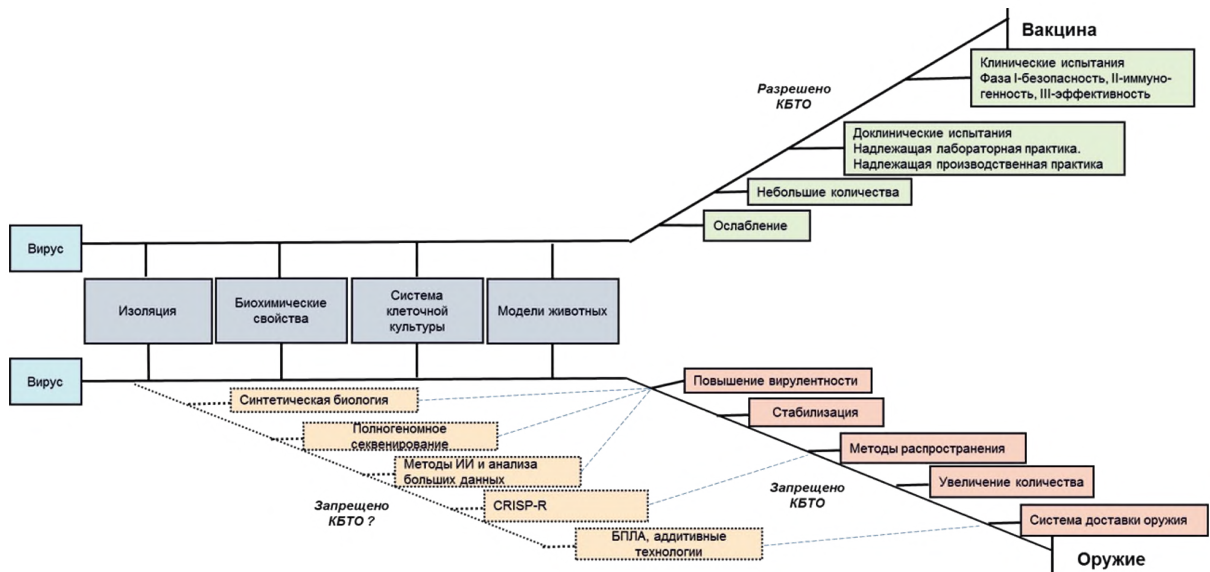 Вакцина
Клинические испытания
Фаза I-безопасность, II-иммуно-
генность, III-эффективность
Разрешено
КБТО
Доклинические испытания
Надлежащая лабораторная практика.
Надлежащая производственная практика
Небольшие количества
Ослабление
Вирус
Изоляция
Биохимические
свойства
Система
клеточной
культуры
Модели животных
Вирус
Повышение вирулентности
Синтетическая биология
Стабилизация
Полногеномное
секвенирование
Методы распространения
Методы ИИ и анализа
больших данных
Запрещено
КБТО
Увеличение количества
Запрещено
КБТО ?
CRISP-R
Система доставки оружия
БПЛА, аддитивные
технологии
Оружие